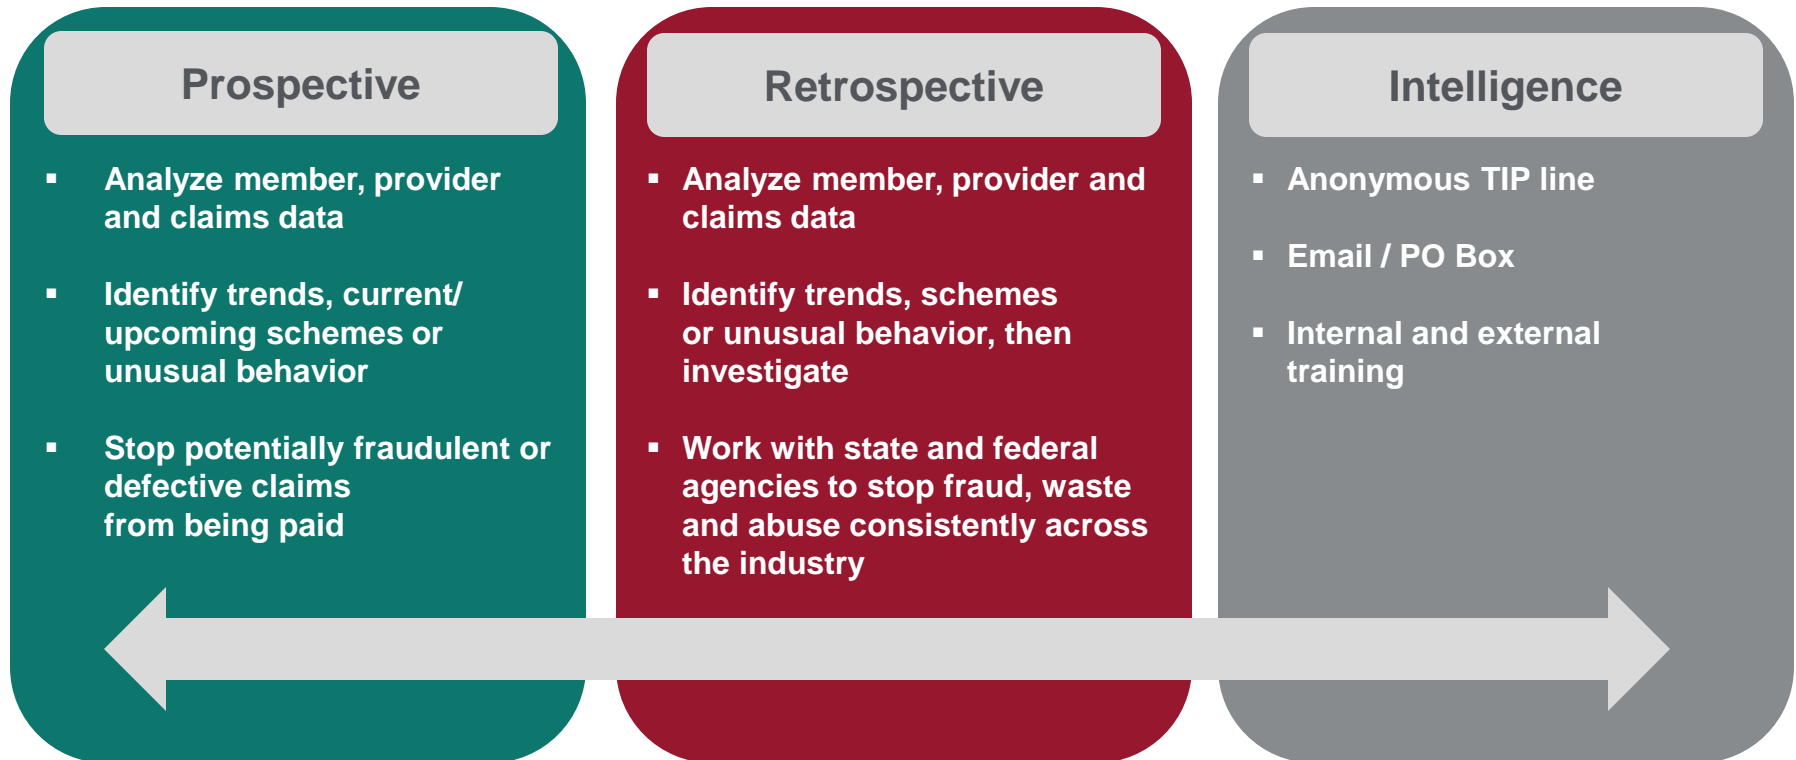 Prospective
▪ Analyze member, provider
and claims data
▪ Identify trends, current/
upcoming schemes or
unusual behavior
▪ Stop potentially fraudulent or
defective claims
from being paid
Retrospective
▪ Analyze member, provider and
claims data
▪ Identify trends, schemes
or unusual behavior, then
investigate
▪ Work with state and federal
agencies to stop fraud, waste
and abuse consistently across
the industry
Intelligence
▪ Anonymous TIP line
▪ Email / PO Box
▪ Internal and external
training